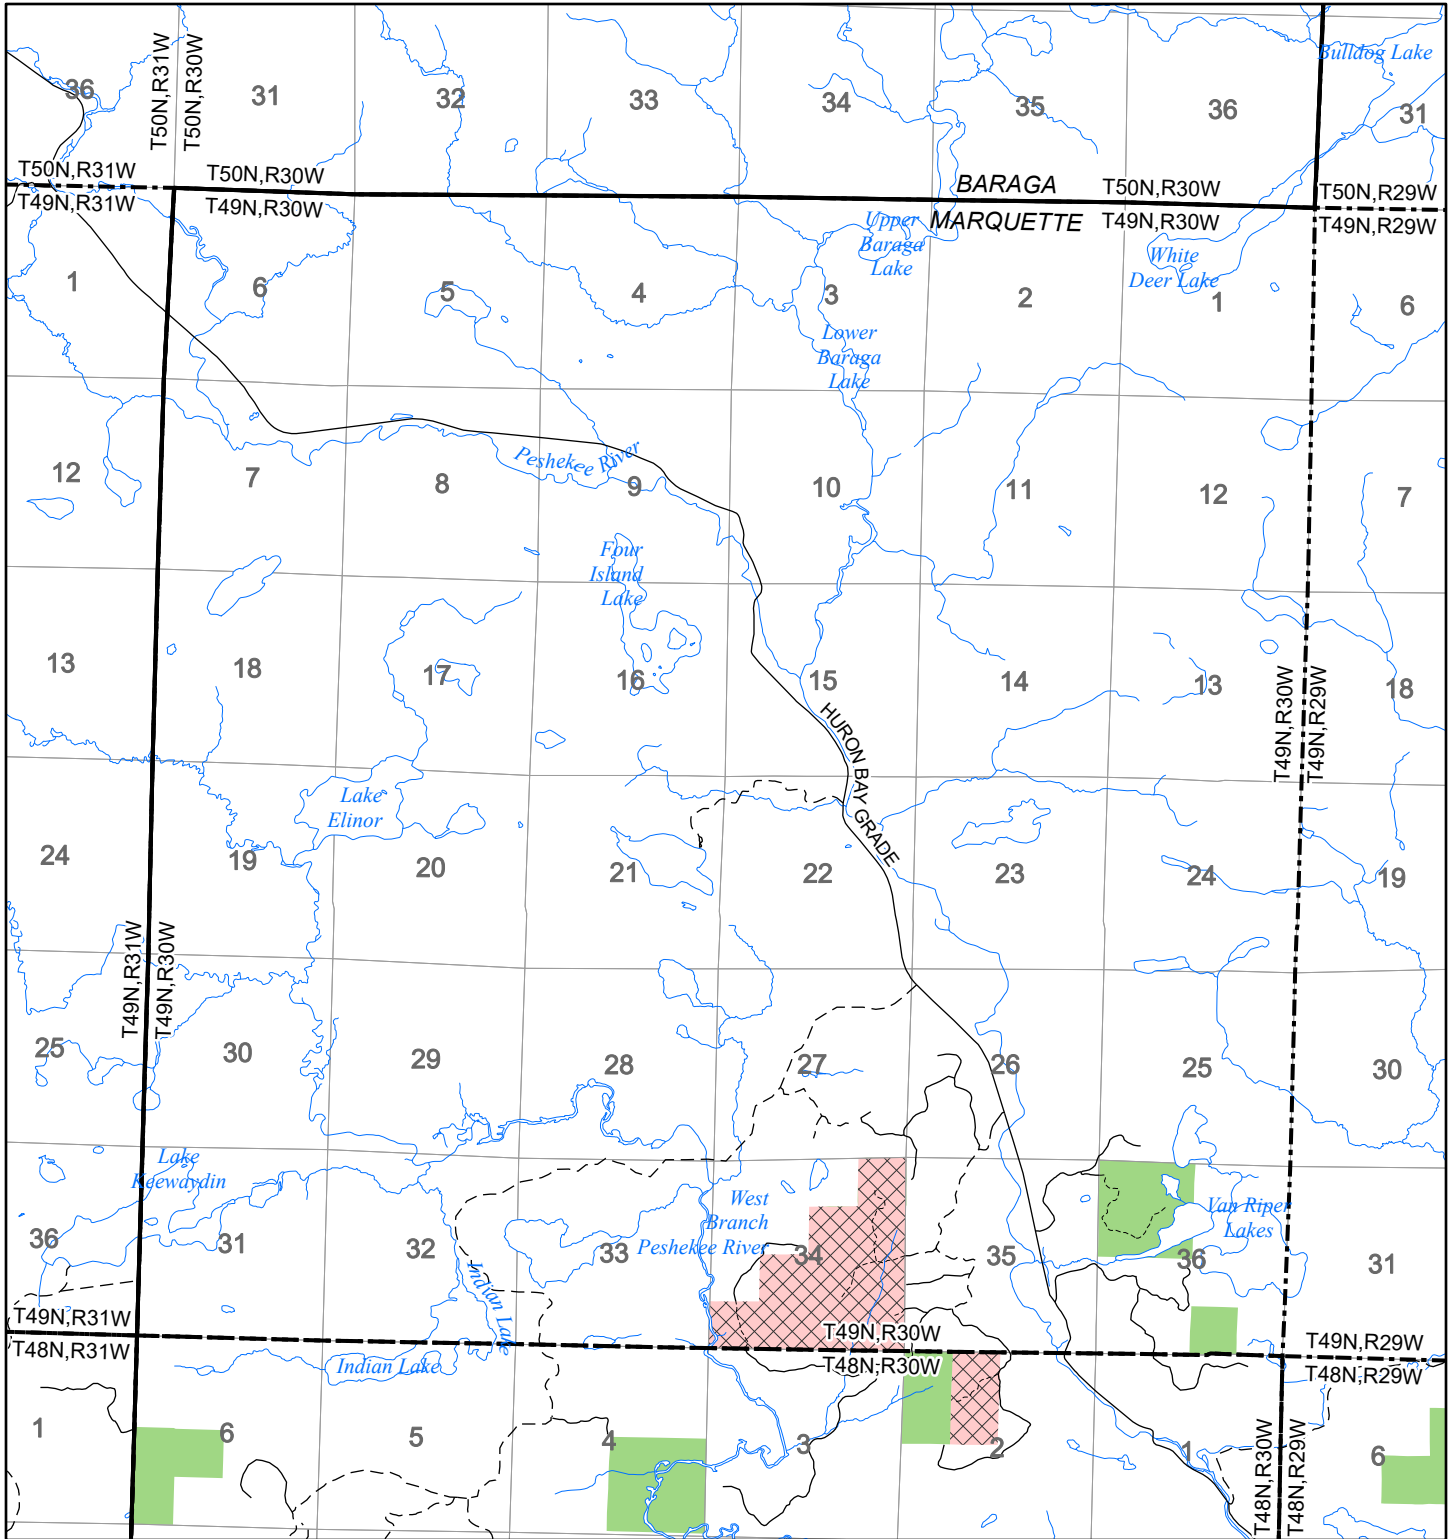 Bulldog Lake
36
31
32
33
34
35
36
31
T50N,R31W
T50N,R30W
T50N,R31W
T50N,R30W
BARAGA
T50N,R30W
T50N,R29W
T49N,R31W
T49N,R30W
MARQUETTE
T49N,R30W
T49N,R29W
Upper
Baraga
Lake
White
Deer Lake
1
6
5
4
3
2
1
6
Lower
Baraga
Lake
Peshekee River
12
7
8
9
10
11
12
7
Four
Island
Lake
13
18
17
16
15
14
13
18
T49N,R30W
T49N,R29W
HURON BAY GRADE
Lake
Elinor
24
19
20
21
22
23
24
19
T49N,R31W
T49N,R30W
25
30
29
28
27
26
25
30
Lake
Keewaydin
West
Branch
Peshekee River
Van Riper
Lakes
36
31
32
33
34
35
36
31
Indian Lake
T49N,R31W
T49N,R30W
T49N,R29W
T48N,R31W
T48N,R30W
T48N,R29W
Indian Lake
1
6
5
4
3
2
1
6
T48N,R30W
T48N,R29W